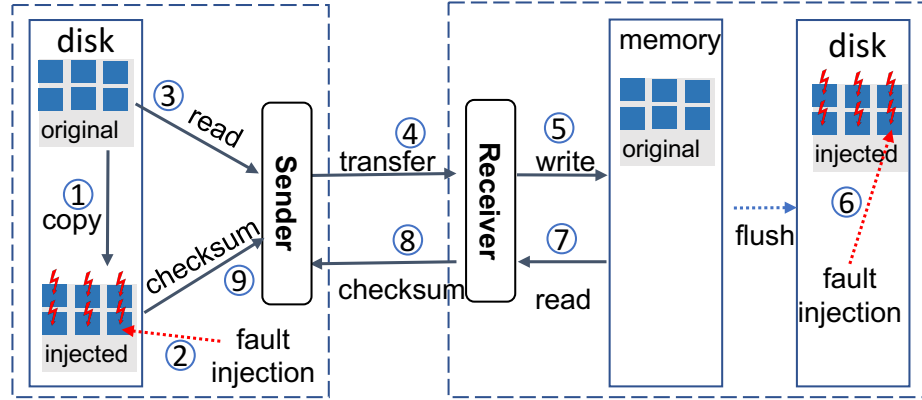 disk
original
① copy
injected
② fault
injection
③ read
checksum
⑨
Sender
④
transfer
⑧
checksum
Receiver
⑤
write
⑦
read
memory
original
flush
disk
injected
⑥
fault
injection